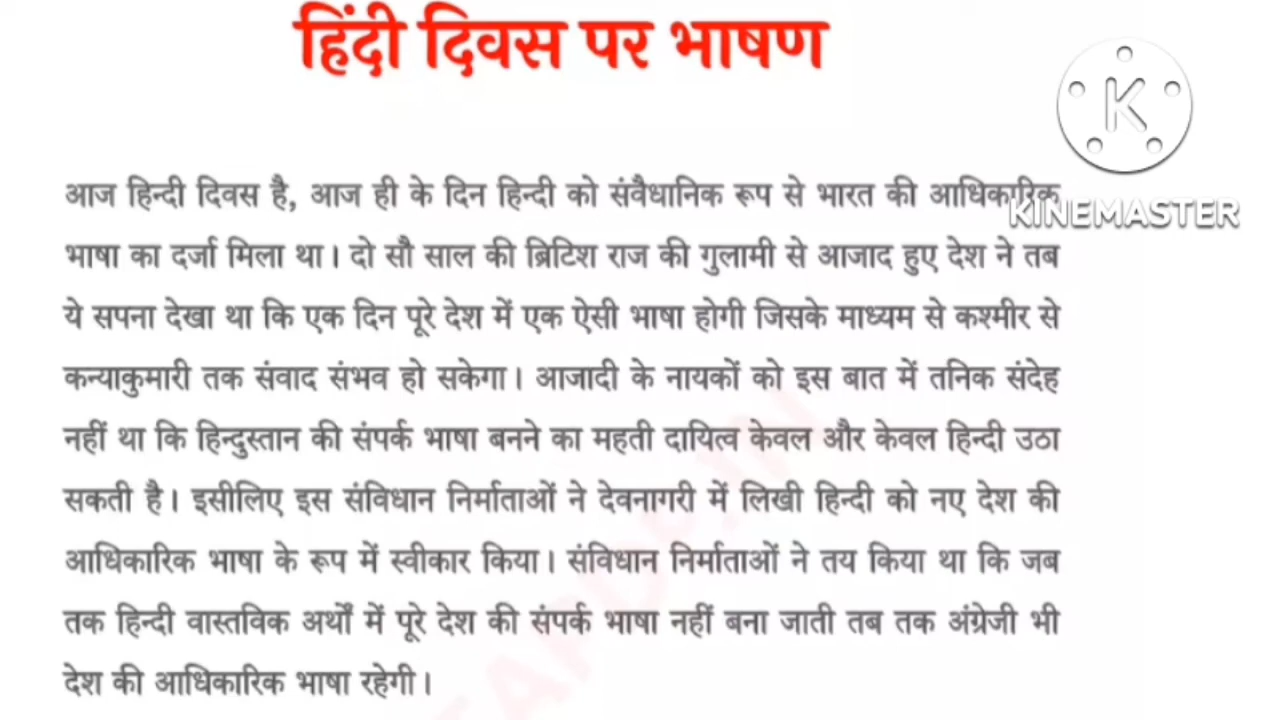 हिंदी दिवस पर भाषण
K
KINEMASTER
आज हिन्दी दिवस है, आज ही के दिन हिन्दी को संवैधानिक रूप से भारत की आधिकारिक
भाषा का दर्जा मिला था। दो सौ साल की ब्रिटिश राज की गुलामी से आजाद हुए देश ने तब
ये सपना देखा था कि एक दिन पूरे देश में एक ऐसी भाषा होगी जिसके माध्यम से कश्मीर से
कन्याकुमारी तक संवाद संभव हो सकेगा। आजादी के नायकों को इस बात में तनिक संदेह
नहीं था कि हिन्दुस्तान की संपर्क भाषा बनने का महती दायित्व केवल और केवल हिन्दी उठा
सकती है। इसीलिए इस संविधान निर्माताओं ने देवनागरी में लिखी हिन्दी को नए देश की
आधिकारिक भाषा के रूप में स्वीकार किया। संविधान निर्माताओं ने तय किया था कि जब
तक हिन्दी वास्तविक अर्थों में पूरे देश की संपर्क भाषा नहीं बना जाती तब तक अंग्रेजी भी
देश की आधिकारिक भाषा रहेगी।